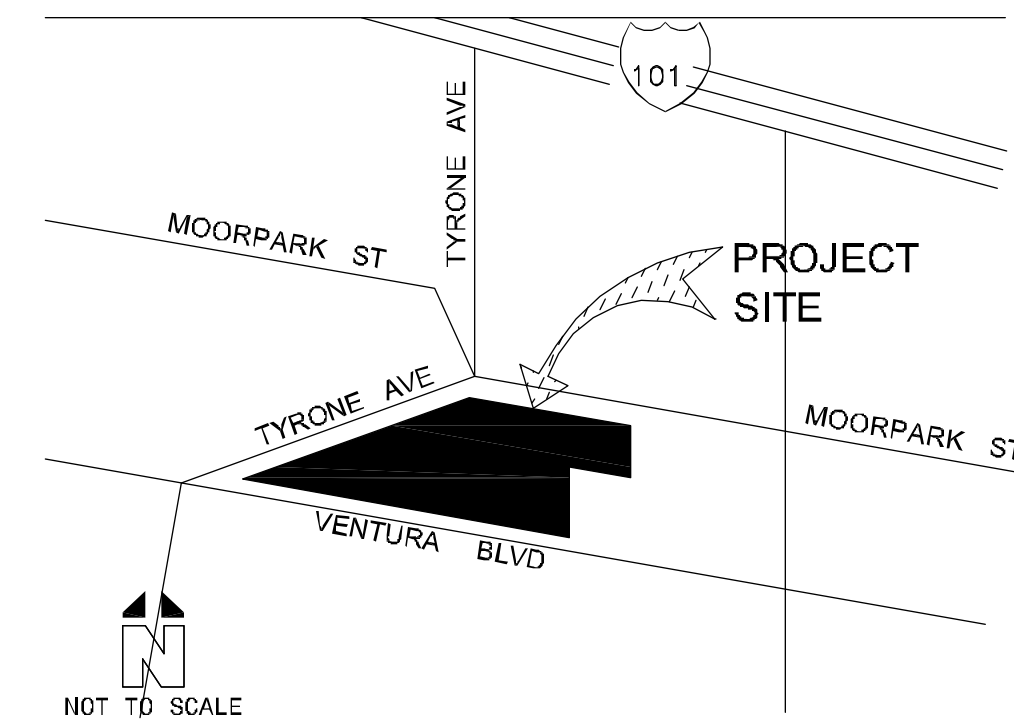 101
TYRONE AVE
MOORPARK ST
PROJECT
SITE
TYRONE AVE
MOORPARK ST
VENTURA BLVD
N
NOT TO SCALE